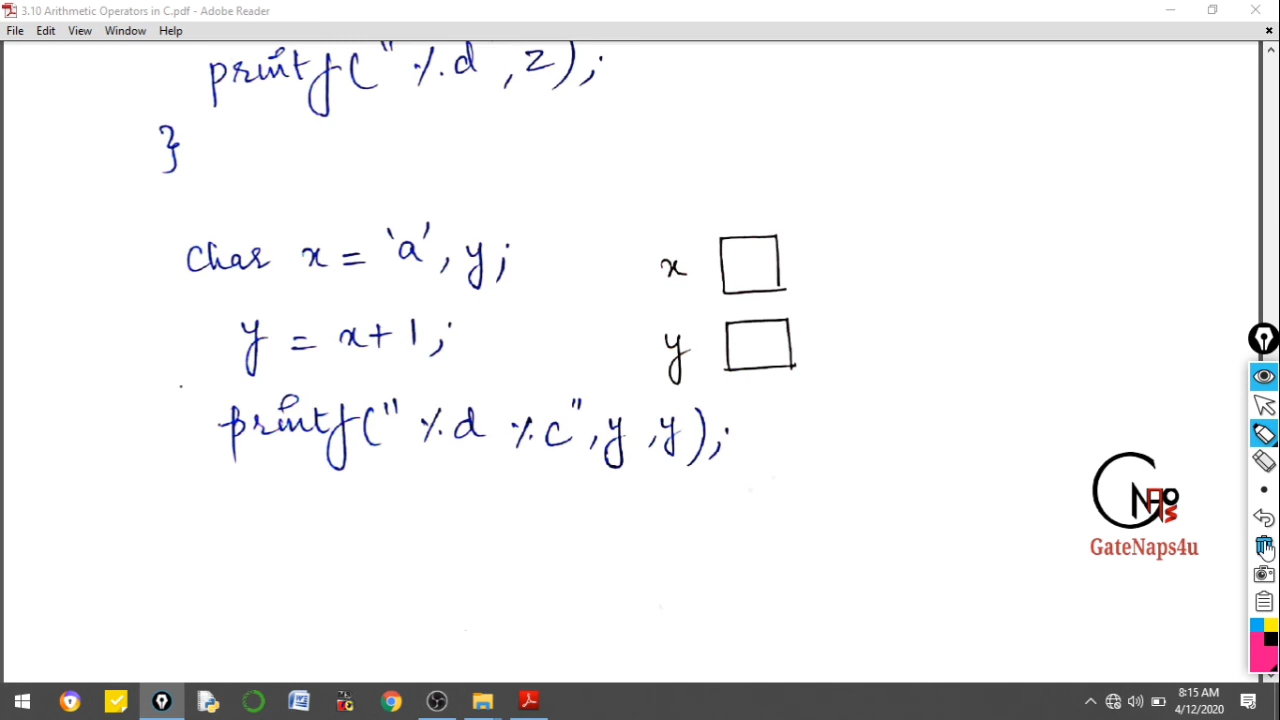 3.10 Arithmetic Operators in C.pdf - Adobe Reader
File Edit View Window Help
printf(" %d , z);
}
char x = 'a', y;
x
y = x+1;
y
printf(" %d %c", y, y);
GateNaps4u
8:15 AM
4/12/2020